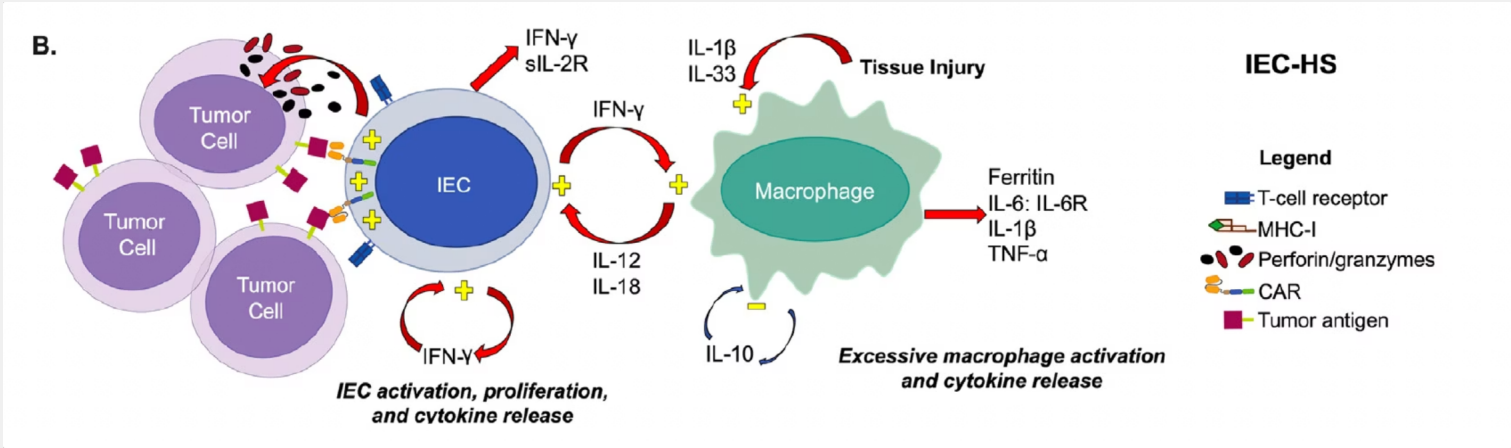 B.
IFN-γ
sIL-2R
IL-1β
IL-33
Tissue Injury
IEC-HS
Tumor
Cell
IFN-γ
IEC
Macrophage
Legend
T-cell receptor
MHC-I
Perforin/granzymes
CAR
Tumor antigen
Ferritin
IL-6: IL-6R
IL-1β
TNF-α
Tumor
Cell
Tumor
Cell
IL-12
IL-18
IFN-γ
IL-10
IEC activation, proliferation,
and cytokine release
Excessive macrophage activation
and cytokine release